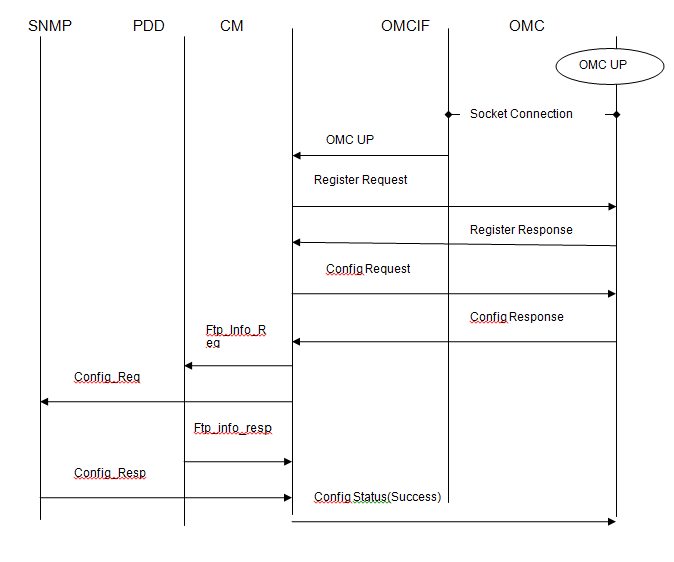 SNMP PDD CM OMCIF OMC
OMC UP
Socket Connection
OMC UP
Register Request
Register Response
Config Request
Config Response
Ftp_Info_R
eq
Config_Req
Ftp_info_resp
Config_Resp
Config Status(Success)